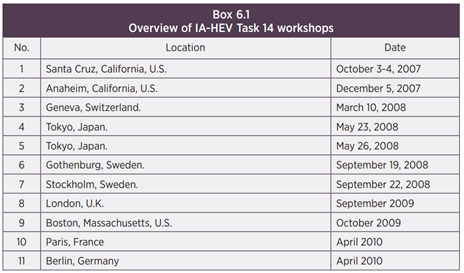 Box 6.1
Overview of IA-HEV Task 14 workshops
No. Location Date
1 Santa Cruz, California, U.S. October 3-4, 2007
2 Anaheim, California, U.S. December 5, 2007
3 Geneva, Switzerland. March 10, 2008
4 Tokyo, Japan. May 23, 2008
5 Tokyo, Japan. May 26, 2008
6 Gothenburg, Sweden. September 19, 2008
7 Stockholm, Sweden. September 22, 2008
8 London, U.K. September 2009
9 Boston, Massachusetts, U.S. October 2009
10 Paris, France April 2010
11 Berlin, Germany April 2010